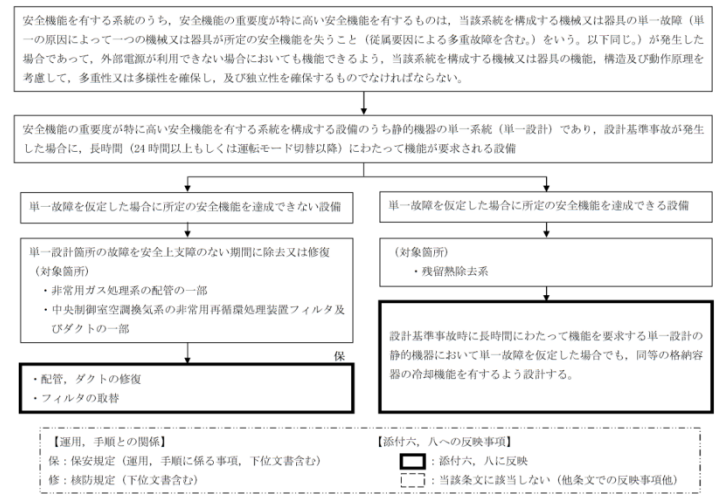 安全機能を有する系統のうち，安全機能の重要度が特に高い安全機能を有するものは，当該系統を構成する機械又は器具の単一故障（単
一の原因によって一つの機械又は器具が所定の安全機能を失うこと（従属要因による多重故障を含む。）をいう。以下同じ。）が発生した
場合であって，外部電源が利用できない場合においても機能できるよう，当該系統を構成する機械又は器具の機能，構造及び動作原理を
考慮して，多重性又は多様性を確保し，及び独立性を確保するものでなければならない。
安全機能の重要度が特に高い安全機能を有する系統を構成する設備のうち静的機器の単一系統（単一設計）であり，設計基準事故が発生
した場合に，長時間（24 時間以上もしくは運転モード切替以降）にわたって機能が要求される設備
単一故障を仮定した場合に所定の安全機能を達成できない設備
単一設計箇所の故障を安全上支障のない期間に除去又は修復
（対象箇所）
・非常用ガス処理系の配管の一部
・中央制御室空調換気系の非常用再循環処理装置フィルタ及
びダクトの一部
保
・配管，ダクトの修復
・フィルタの取替
単一故障を仮定した場合に所定の安全機能を達成できる設備
（対象箇所）
・残留熱除去系
設計基準事故時に長時間にわたって機能を要求する単一設計の
静的機器において単一故障を仮定した場合でも，同等の格納容
器の冷却機能を有するよう設計する。
【運用，手順との関係】
保：保安規定（運用，手順に係る事項，下位文書含む）
修：核防規定（下位文書含む）
【添付六，八への反映事項】
：添付六，八に反映
：当該条文に該当しない（他条文での反映事項他）